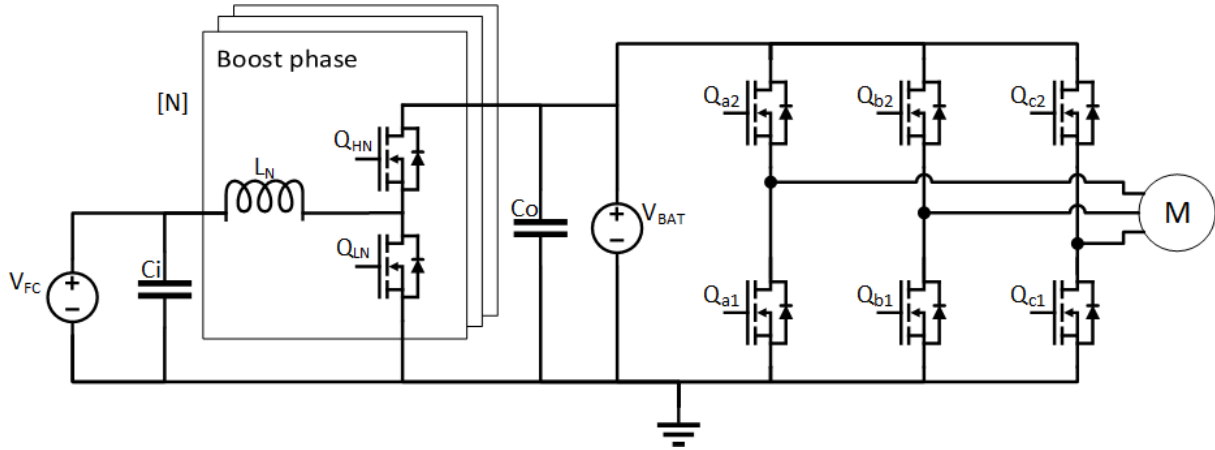 Boost phase
[N]
Q_HN
L_N
Q_LN
V_FC
Ci
Co
V_BAT
Q_a2
Q_b2
Q_c2
M
Q_a1
Q_b1
Q_c1